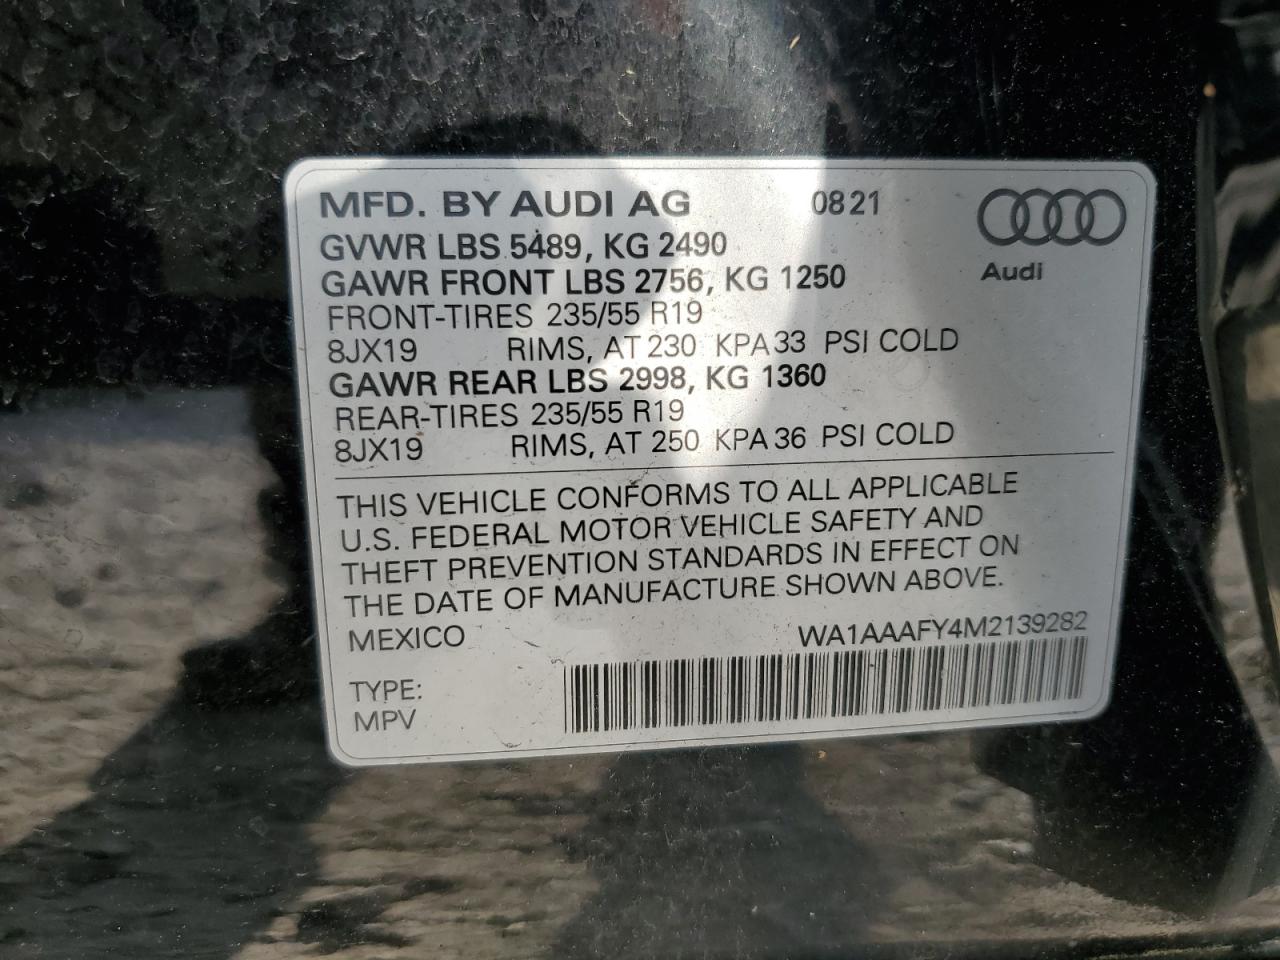 MFD. BY AUDI AG 08 21
GVWR LBS 5489, KG 2490
GAWR FRONT LBS 2756, KG 1250
Audi
FRONT-TIRES 235/55 R19
8JX19 RIMS, AT 230 KPA 33 PSI COLD
GAWR REAR LBS 2998, KG 1360
REAR-TIRES 235/55 R19
8JX19 RIMS, AT 250 KPA 36 PSI COLD
THIS VEHICLE CONFORMS TO ALL APPLICABLE
U.S. FEDERAL MOTOR VEHICLE SAFETY AND
THEFT PREVENTION STANDARDS IN EFFECT ON
THE DATE OF MANUFACTURE SHOWN ABOVE.
MEXICO WA1AAAFY4M2139282
TYPE:
MPV